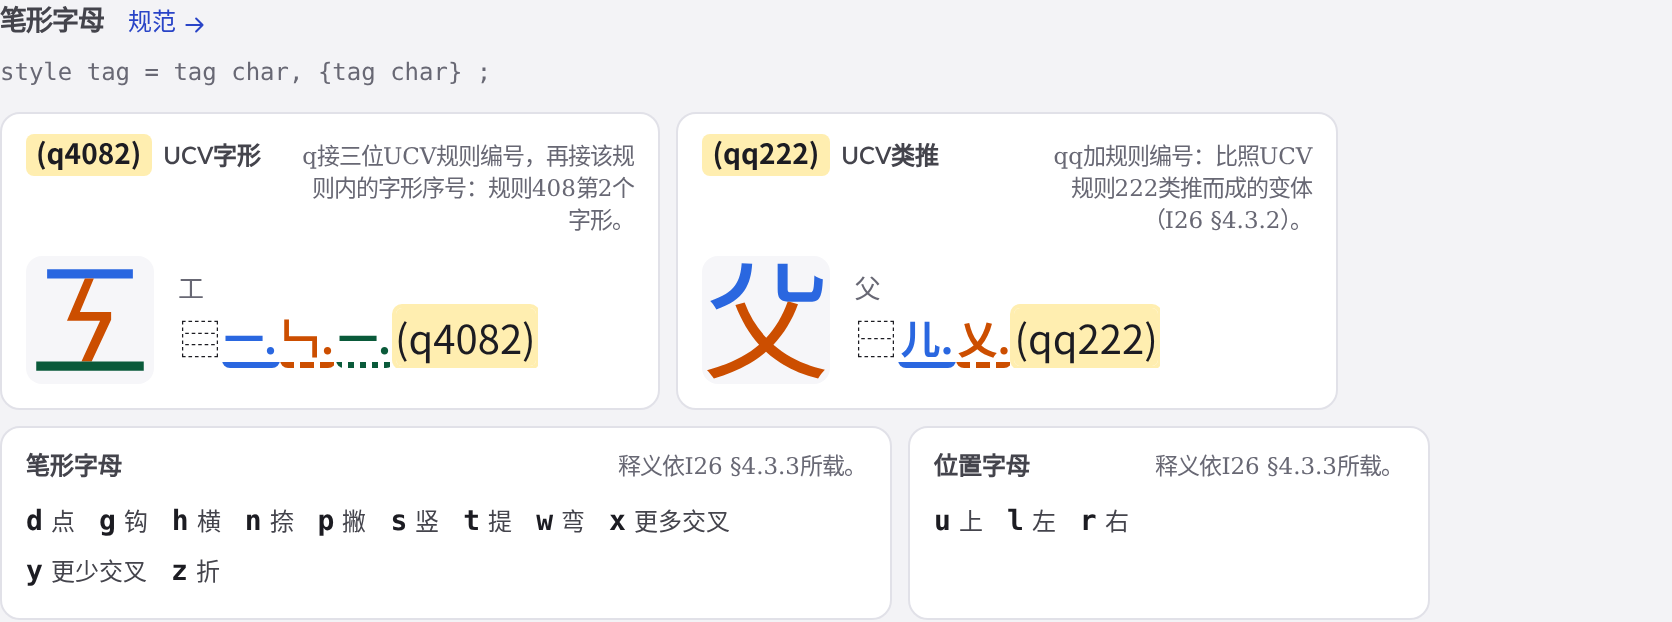 笔形字母 规范 →
style tag = tag char, {tag char} ;
(q4082) UCV字形 q接三位UCV规则编号，再接该规
则内的字形序号：规则408第2个
字形。
工
⿳一.𠃑.一.(q4082)
(qq222) UCV类推 qq加规则编号：比照UCV
规则222类推而成的变体
（I26 §4.3.2）。
父
⿱儿.乂.(qq222)
笔形字母 释义依I26 §4.3.3所载。
d 点 g 钩 h 横 n 捺 p 撇 s 竖 t 提 w 弯 x 更多交叉
y 更少交叉 z 折
位置字母 释义依I26 §4.3.3所载。
u 上 l 左 r 右